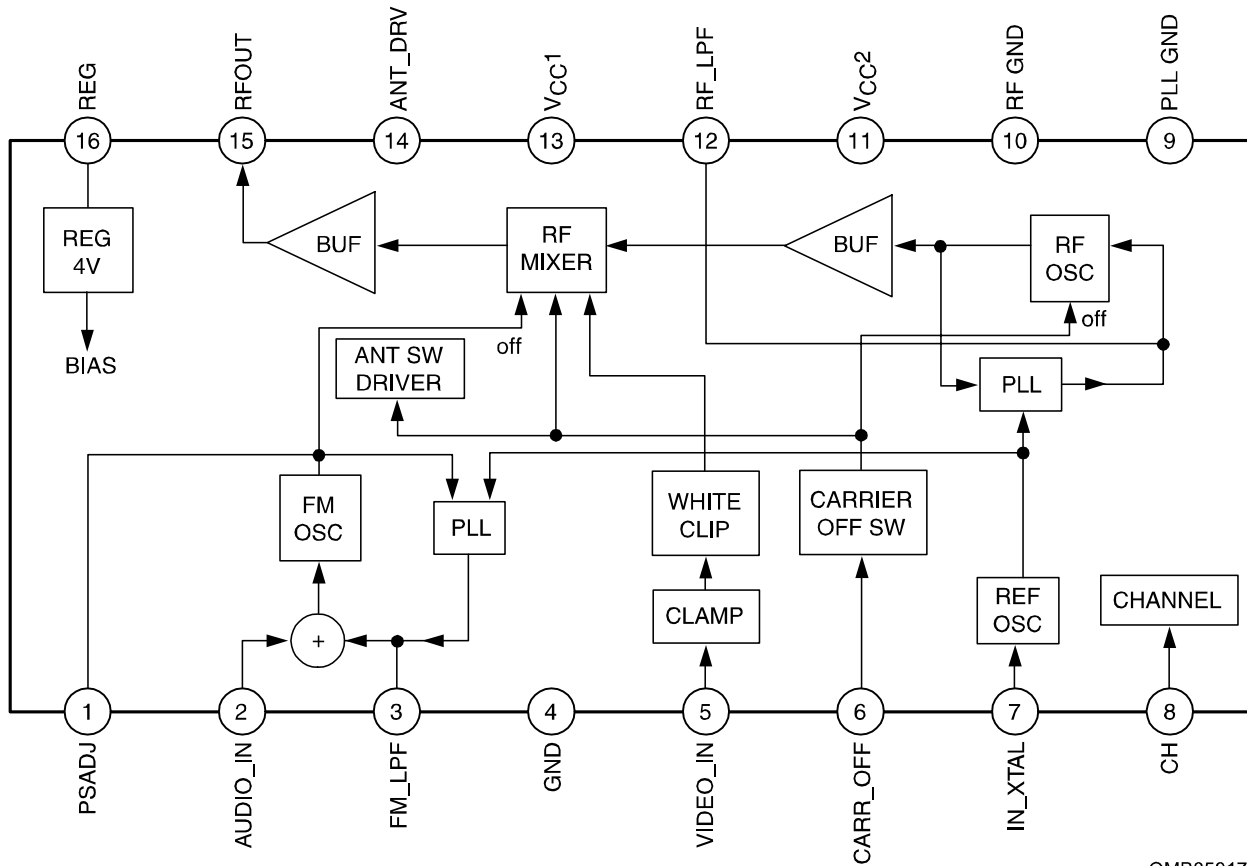 REG
RFOUT
ANT_DRV
VCC1
RF_LPF
VCC2
RF GND
PLL GND
16
15
14
13
12
11
10
9
REG
4V
BUF
RF
MIXER
BUF
RF
OSC
off
off
BIAS
ANT SW
DRIVER
PLL
FM
OSC
PLL
WHITE
CLIP
CARRIER
OFF SW
+
CLAMP
REF
OSC
CHANNEL
1
2
3
4
5
6
7
8
PSADJ
AUDIO_IN
FM_LPF
GND
VIDEO_IN
CARR_OFF
IN_XTAL
CH